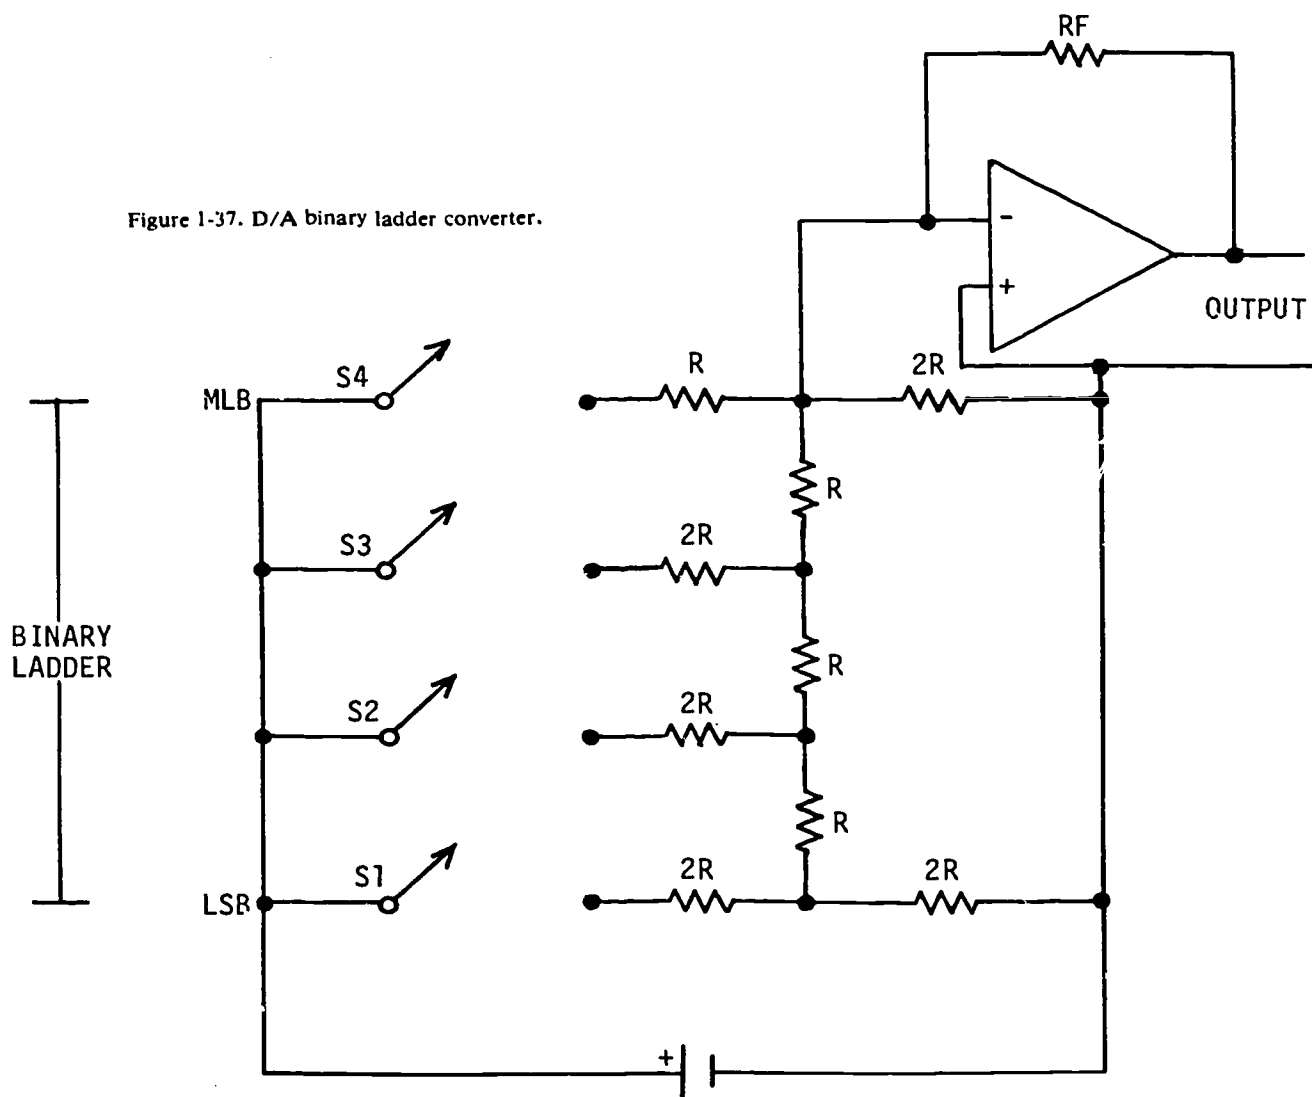 RF
Figure 1-37. D/A binary ladder converter.
-
+
OUTPUT
MLB
S4
R
2R
R
S3
2R
BINARY
LADDER
R
S2
2R
R
LSB
S1
2R
2R
+